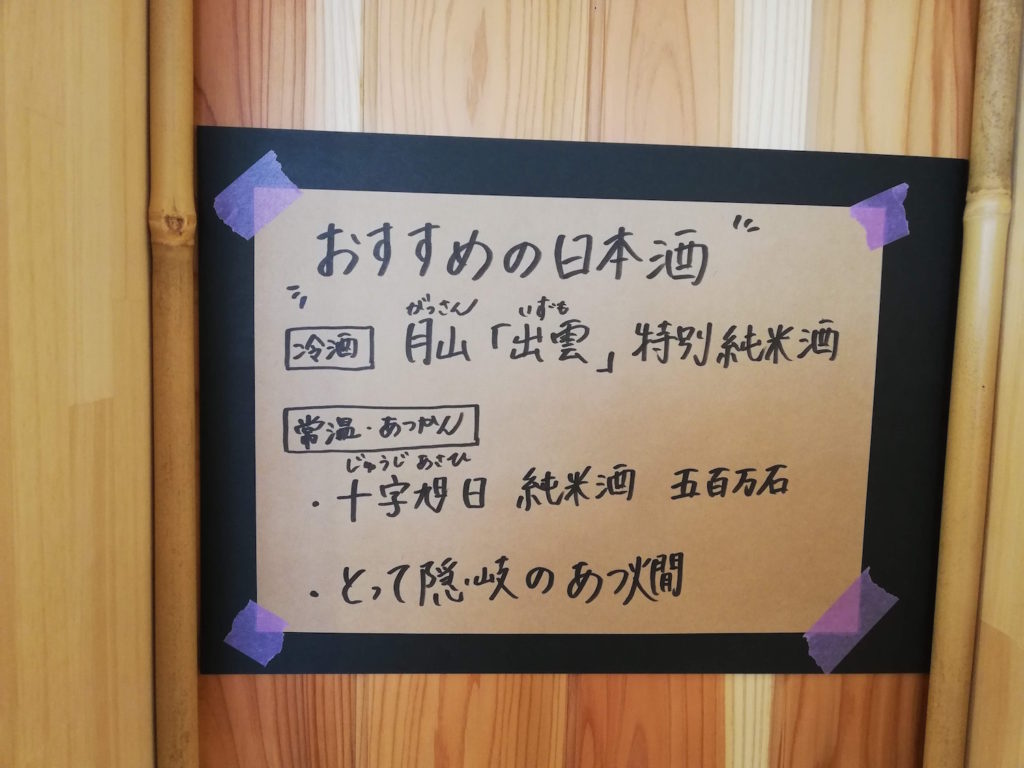 おすすめの日本酒
がっさん いずも
冷酒 月山「出雲」特別純米酒
常温・あつかん
じゅうじ あさひ
・十字旭日 純米酒 五百万石
・とって隠岐のあつ燗